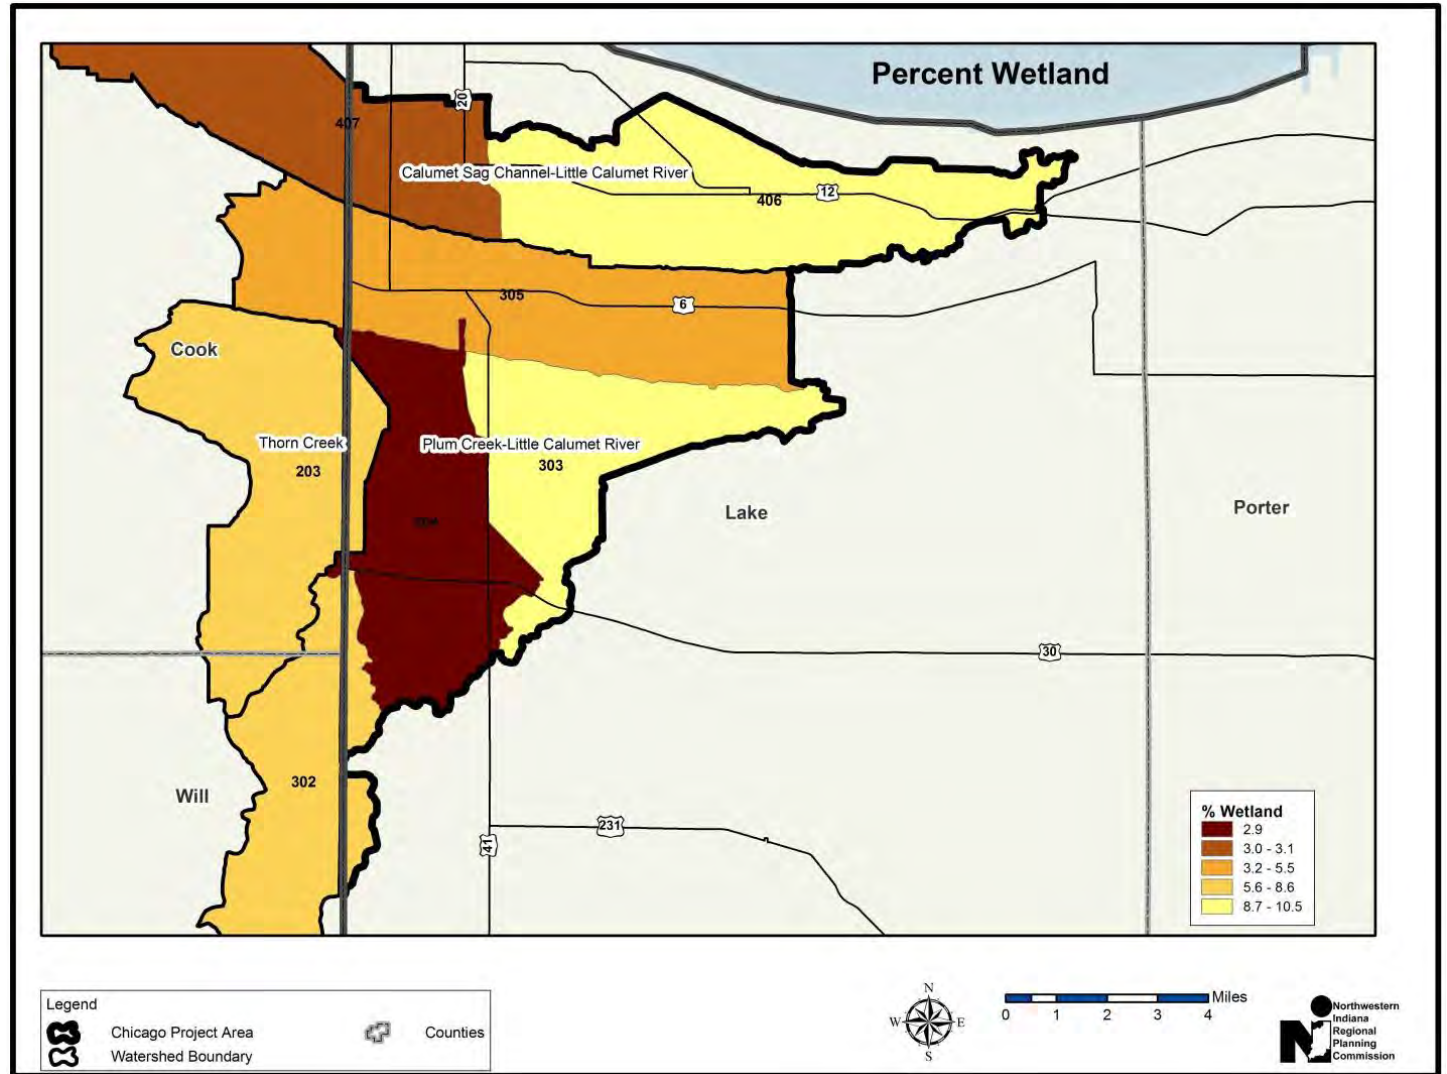 Percent Wetland
20
407
Calumet Sag Channel-Little Calumet River
12
406
305
6
Cook
Thorn Creek
203
Plum Creek-Little Calumet River
303
Lake
Porter
30
302
Will
231
41
% Wetland
2.9
3.0 - 3.1
3.2 - 5.5
5.6 - 8.6
8.7 - 10.5
Legend
Chicago Project Area
Counties
Watershed Boundary
N
W
E
S
Miles
0 1 2 3 4
Northwestern
Indiana
Regional
Planning
Commission